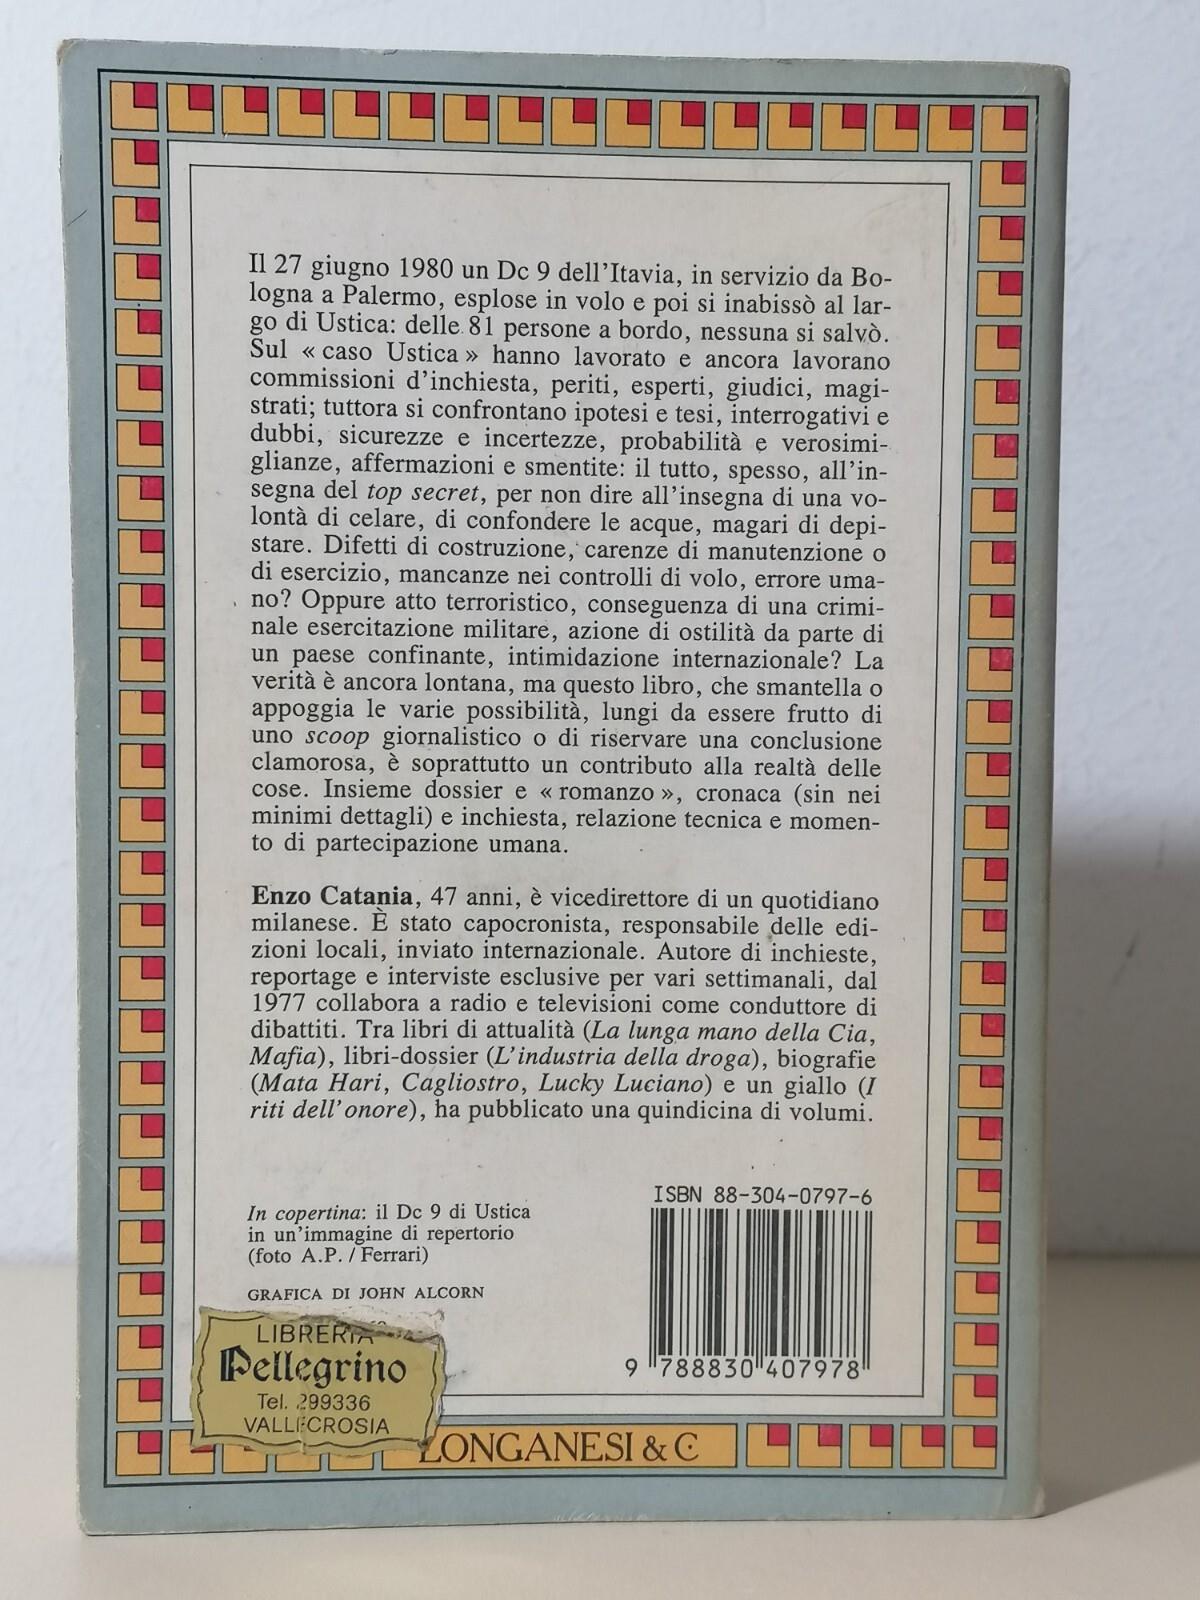 Il 27 giugno 1980 un Dc 9 dell'Itavia, in servizio da Bo-
logna a Palermo, esplose in volo e poi si inabissò al lar-
go di Ustica: delle 81 persone a bordo, nessuna si salvò.
Sul « caso Ustica » hanno lavorato e ancora lavorano
commissioni d'inchiesta, periti, esperti, giudici, magi-
strati; tuttora si confrontano ipotesi e tesi, interrogativi e
dubbi, sicurezze e incertezze, probabilità e verosimi-
glianze, affermazioni e smentite: il tutto, spesso, all'in-
segna del top secret, per non dire all'insegna di una vo-
lontà di celare, di confondere le acque, magari di depi-
stare. Difetti di costruzione, carenze di manutenzione o
di esercizio, mancanze nei controlli di volo, errore uma-
no? Oppure atto terroristico, conseguenza di una crimi-
nale esercitazione militare, azione di ostilità da parte di
un paese confinante, intimidazione internazionale? La
verità è ancora lontana, ma questo libro, che smantella o
appoggia le varie possibilità, lungi da essere frutto di
uno scoop giornalistico o di riservare una conclusione
clamorosa, è soprattutto un contributo alla realtà delle
cose. Insieme dossier e « romanzo », cronaca (sin nei
minimi dettagli) e inchiesta, relazione tecnica e momen-
to di partecipazione umana.
Enzo Catania, 47 anni, è vicedirettore di un quotidiano
milanese. È stato capocronista, responsabile delle edi-
zioni locali, inviato internazionale. Autore di inchieste,
reportage e interviste esclusive per vari settimanali, dal
1977 collabora a radio e televisioni come conduttore di
dibattiti. Tra libri di attualità (La lunga mano della Cia,
Mafia), libri-dossier (L'industria della droga), biografie
(Mata Hari, Cagliostro, Lucky Luciano) e un giallo (I
riti dell'onore), ha pubblicato una quindicina di volumi.
In copertina: il Dc 9 di Ustica
in un'immagine di repertorio
(foto A.P. / Ferrari)
GRAFICA DI JOHN ALCORN
ISBN 88-304-0797-6
9 788830 407978
LIBRERIA
Pellegrino
Tel. 299336
VALLECROSIA
LONGANESI & C.